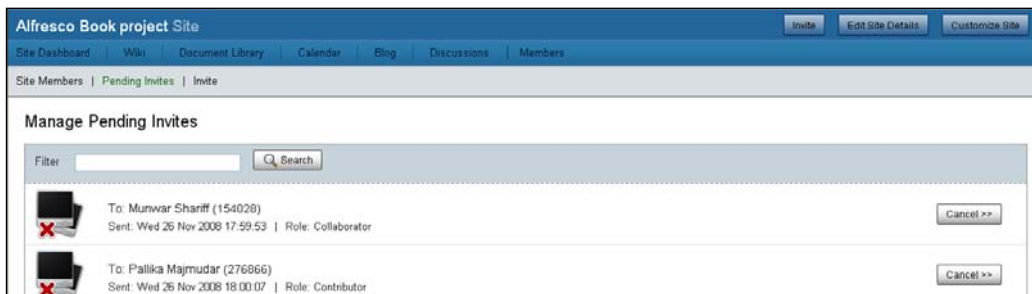 Alfresco Book project Site Invite Edit Site Details Customize Site
Site Dashboard | Wiki | Document Library | Calendar | Blog | Discussions | Members
Site Members | Pending Invites | Invite
Manage Pending Invites
Filter Search
To: Munwar Shariff (154028)
Cancel >>
Sent: Wed 26 Nov 2008 17:59:53 | Role: Collaborator
To: Pallika Majmudar (276866)
Cancel >>
Sent: Wed 26 Nov 2008 18:00:07 | Role: Contributor